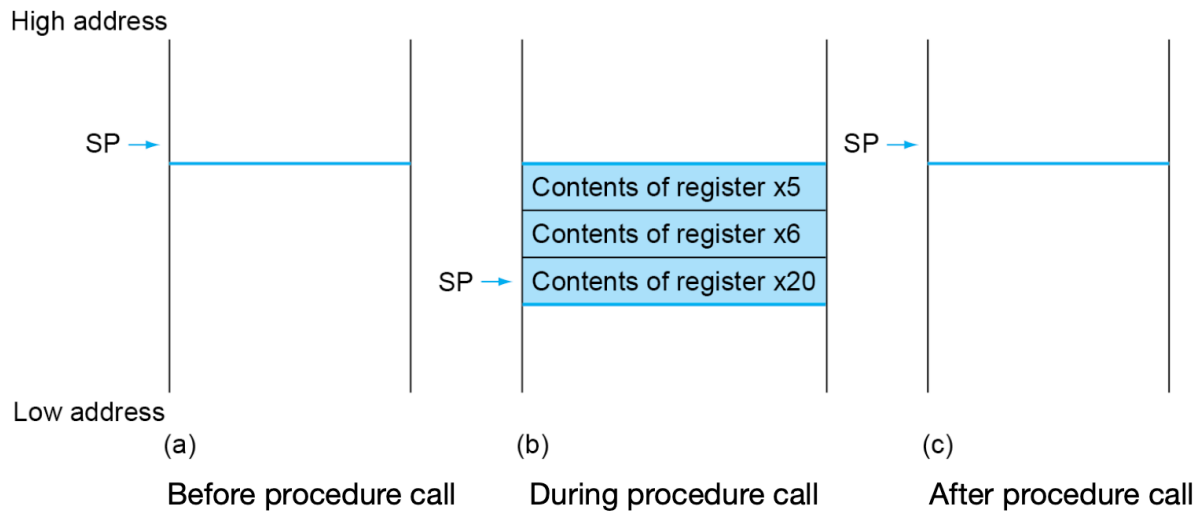 High address
SP
SP
Contents of register x5
Contents of register x6
SP
Contents of register x20
Low address
(a)
(b)
(c)
Before procedure call
During procedure call
After procedure call